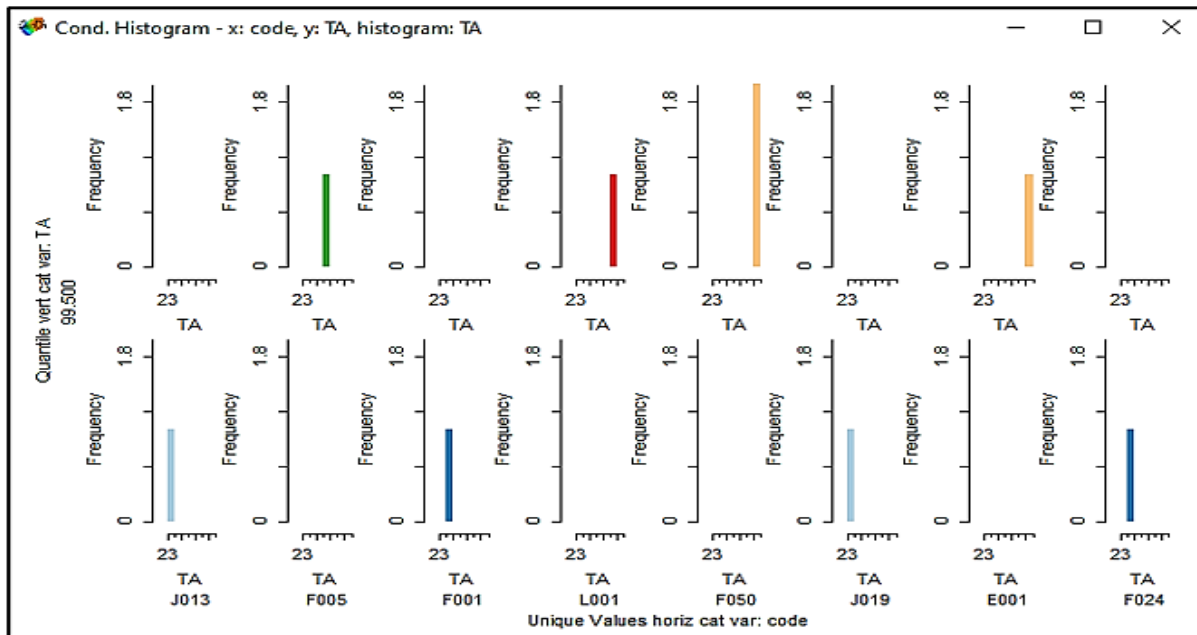 Cond. Histogram - x: code, y: TA, histogram: TA
Quantile vert cat var: TA
99.500
Frequency Frequency Frequency Frequency Frequency Frequency Frequency Frequency
1.8 1.8 1.8 1.8 1.8 1.8 1.8 1.8
0 0 0 0 0 0 0 0
23 23 23 23 23 23 23 23
TA TA TA TA TA TA TA TA
Frequency Frequency Frequency Frequency Frequency Frequency Frequency Frequency
1.8 1.8 1.8 1.8 1.8 1.8 1.8 1.8
0 0 0 0 0 0 0 0
23 23 23 23 23 23 23 23
TA TA TA TA TA TA TA TA
J013 F005 F001 L001 F050 J019 E001 F024
Unique Values horiz cat var: code